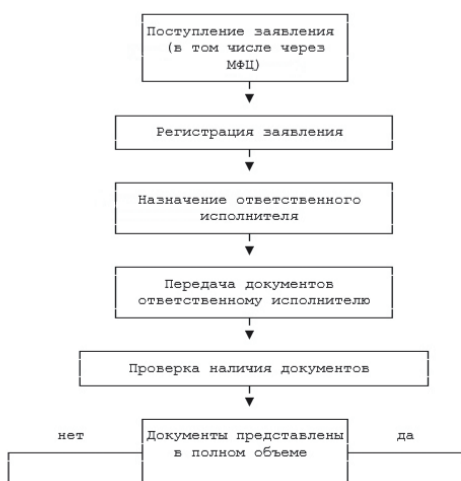 Поступление заявления
(в том числе через
МФЦ)
Регистрация заявления
Назначение ответственного
исполнителя
Передача документов
ответственному исполнителю
Проверка наличия документов
нет
Документы представлены
в полном объеме
да